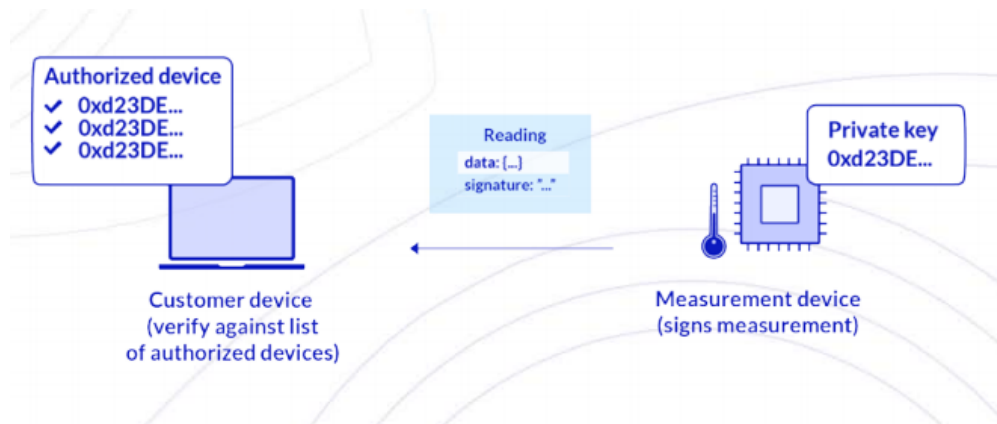 Authorized device
0xd23DE...
0xd23DE...
0xd23DE...
Reading
data: {...}
signature: "..."
Private key
0xd23DE...
Customer device
(verify against list
of authorized devices)
Measurement device
(signs measurement)